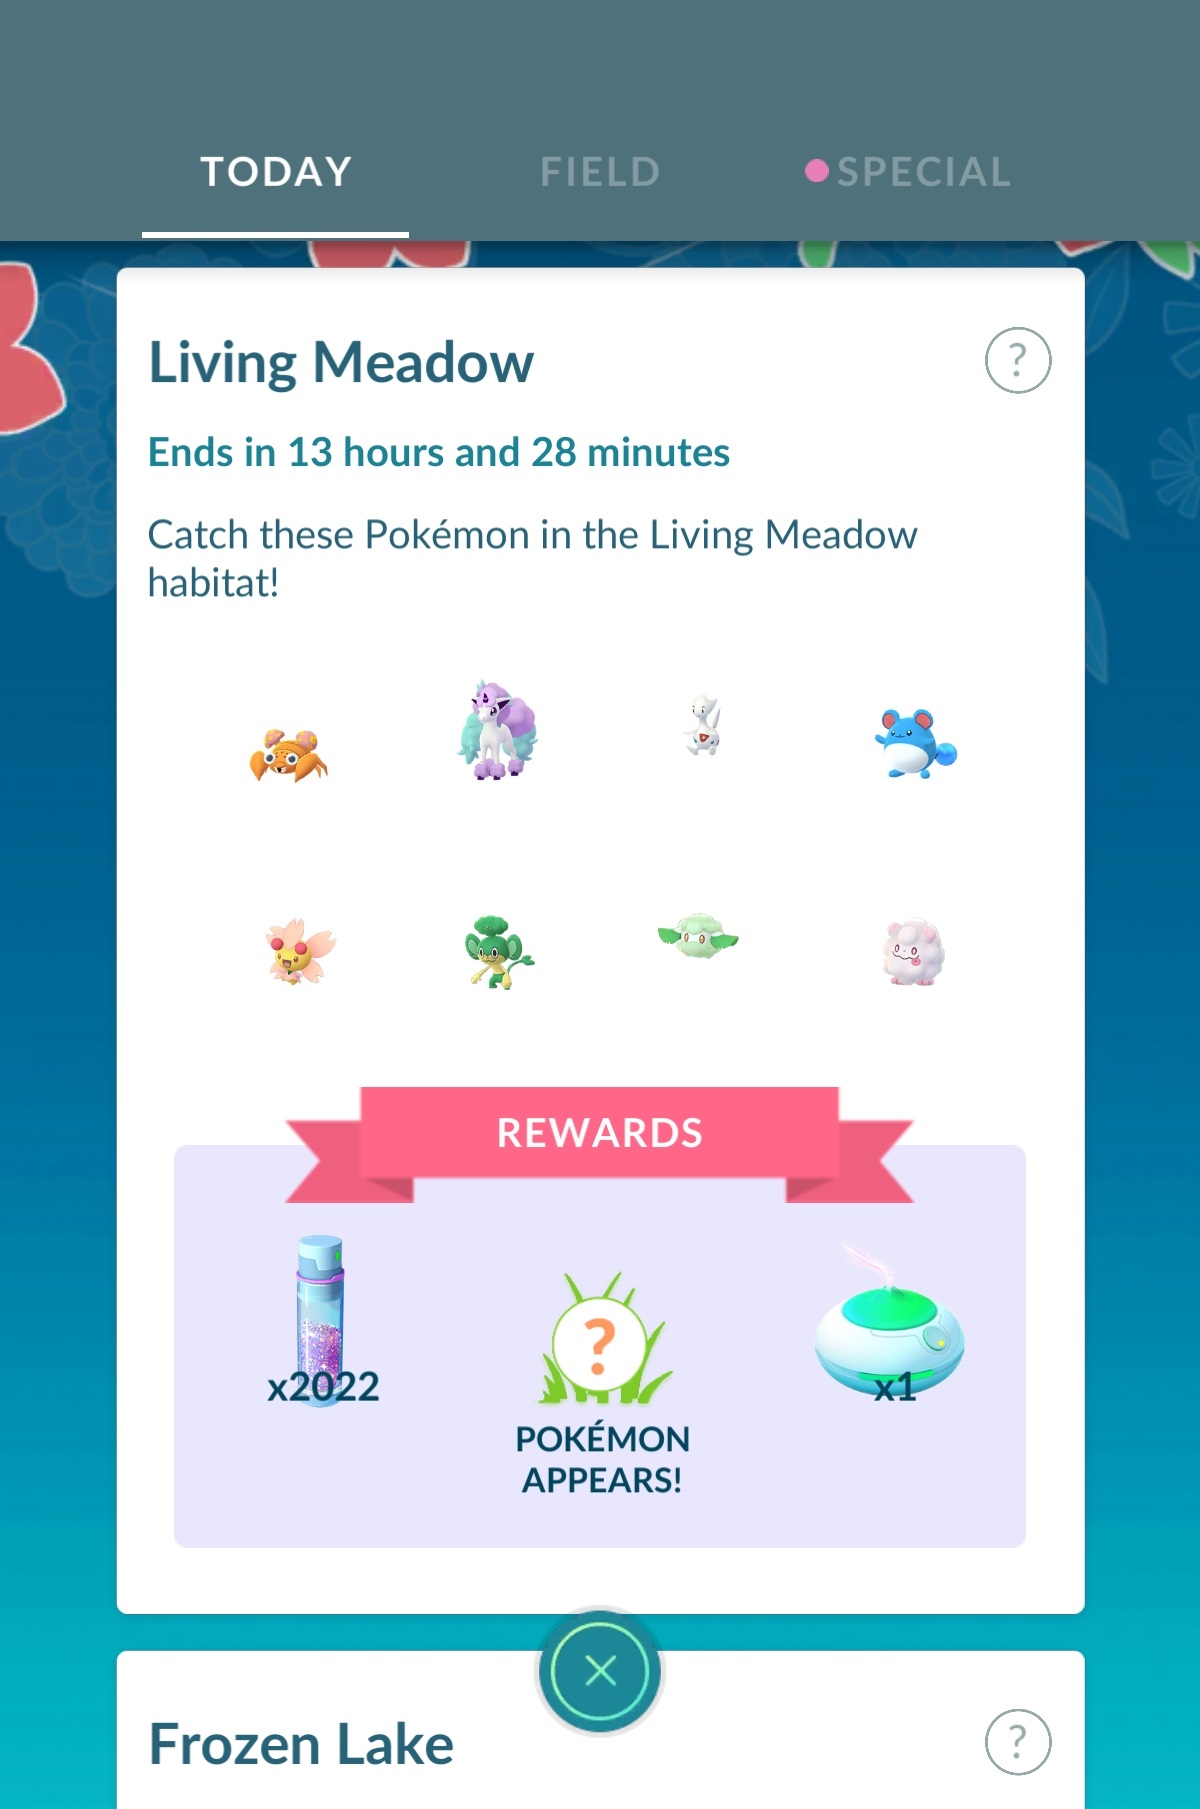 TODAY
FIELD
SPECIAL
Living Meadow
?
Ends in 13 hours and 28 minutes
Catch these Pokémon in the Living Meadow
habitat!
REWARDS
x2022
?
POKÉMON
APPEARS!
x1
Frozen Lake
?